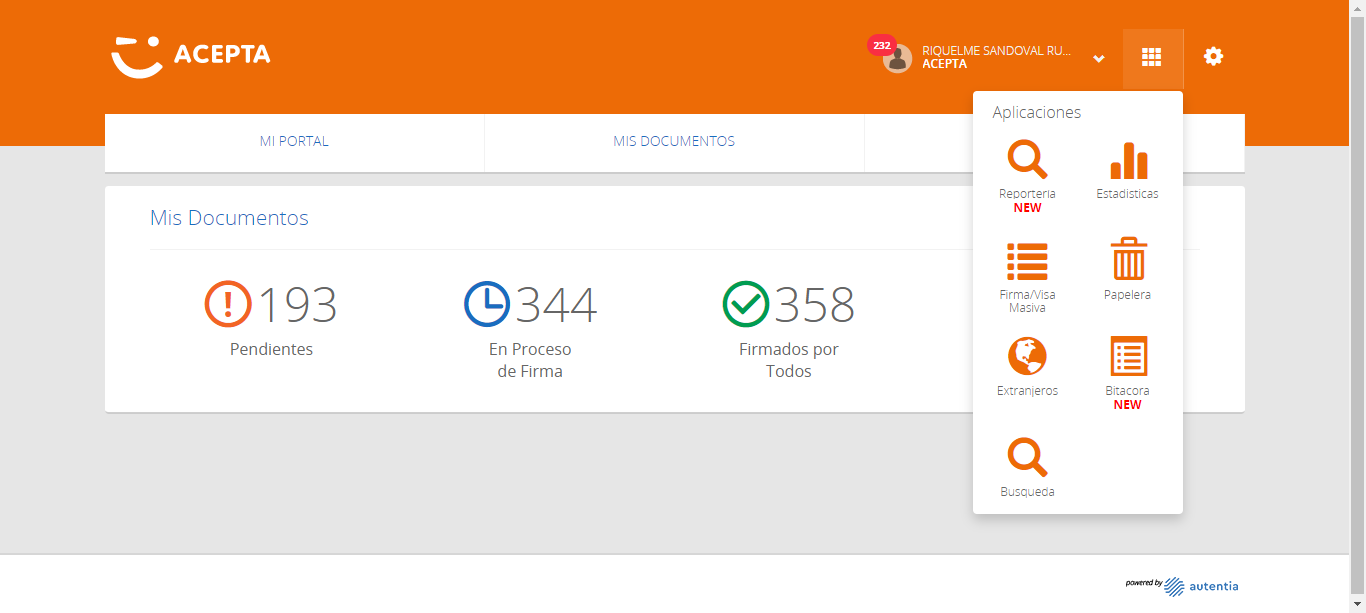 ACEPTA
232
RIQUELME SANDOVAL RU...
ACEPTA
MI PORTAL
MIS DOCUMENTOS
Aplicaciones
Reportería
NEW
Estadisticas
Firma/Visa
Masiva
Papelera
Extranjeros
Bitacora
NEW
Busqueda
Mis Documentos
193
Pendientes
344
En Proceso
de Firma
358
Firmados por
Todos
powered by
autentia